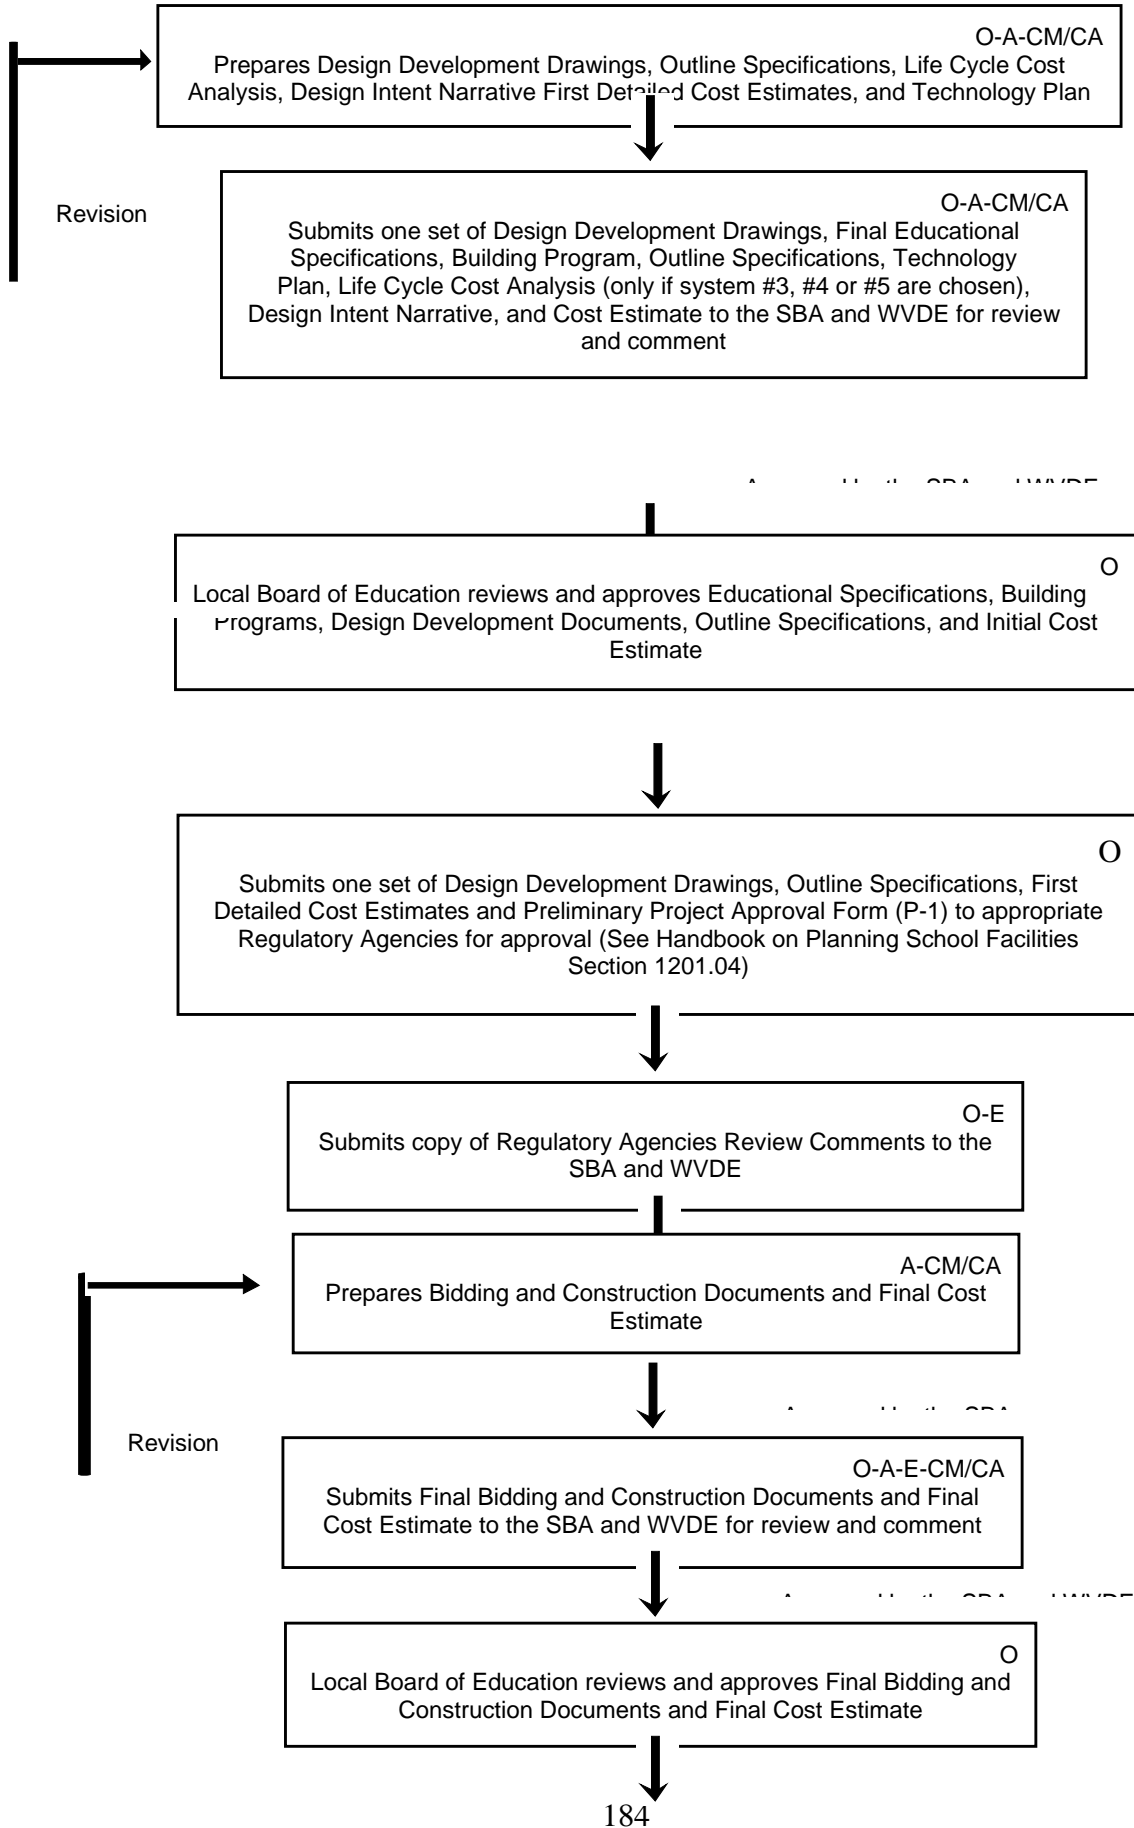 O-A-CM/CA
Prepares Design Development Drawings, Outline Specifications, Life Cycle Cost
Analysis, Design Intent Narrative First Detailed Cost Estimates, and Technology Plan
Revision
O-A-CM/CA
Submits one set of Design Development Drawings, Final Educational
Specifications, Building Program, Outline Specifications, Technology
Plan, Life Cycle Cost Analysis (only if system #3, #4 or #5 are chosen),
Design Intent Narrative, and Cost Estimate to the SBA and WVDE for review
and comment
O
Local Board of Education reviews and approves Educational Specifications, Building
Programs, Design Development Documents, Outline Specifications, and Initial Cost
Estimate
O
Submits one set of Design Development Drawings, Outline Specifications, First
Detailed Cost Estimates and Preliminary Project Approval Form (P-1) to appropriate
Regulatory Agencies for approval (See Handbook on Planning School Facilities
Section 1201.04)
O-E
Submits copy of Regulatory Agencies Review Comments to the
SBA and WVDE
A-CM/CA
Prepares Bidding and Construction Documents and Final Cost
Estimate
Revision
O-A-E-CM/CA
Submits Final Bidding and Construction Documents and Final
Cost Estimate to the SBA and WVDE for review and comment
O
Local Board of Education reviews and approves Final Bidding and
Construction Documents and Final Cost Estimate
184